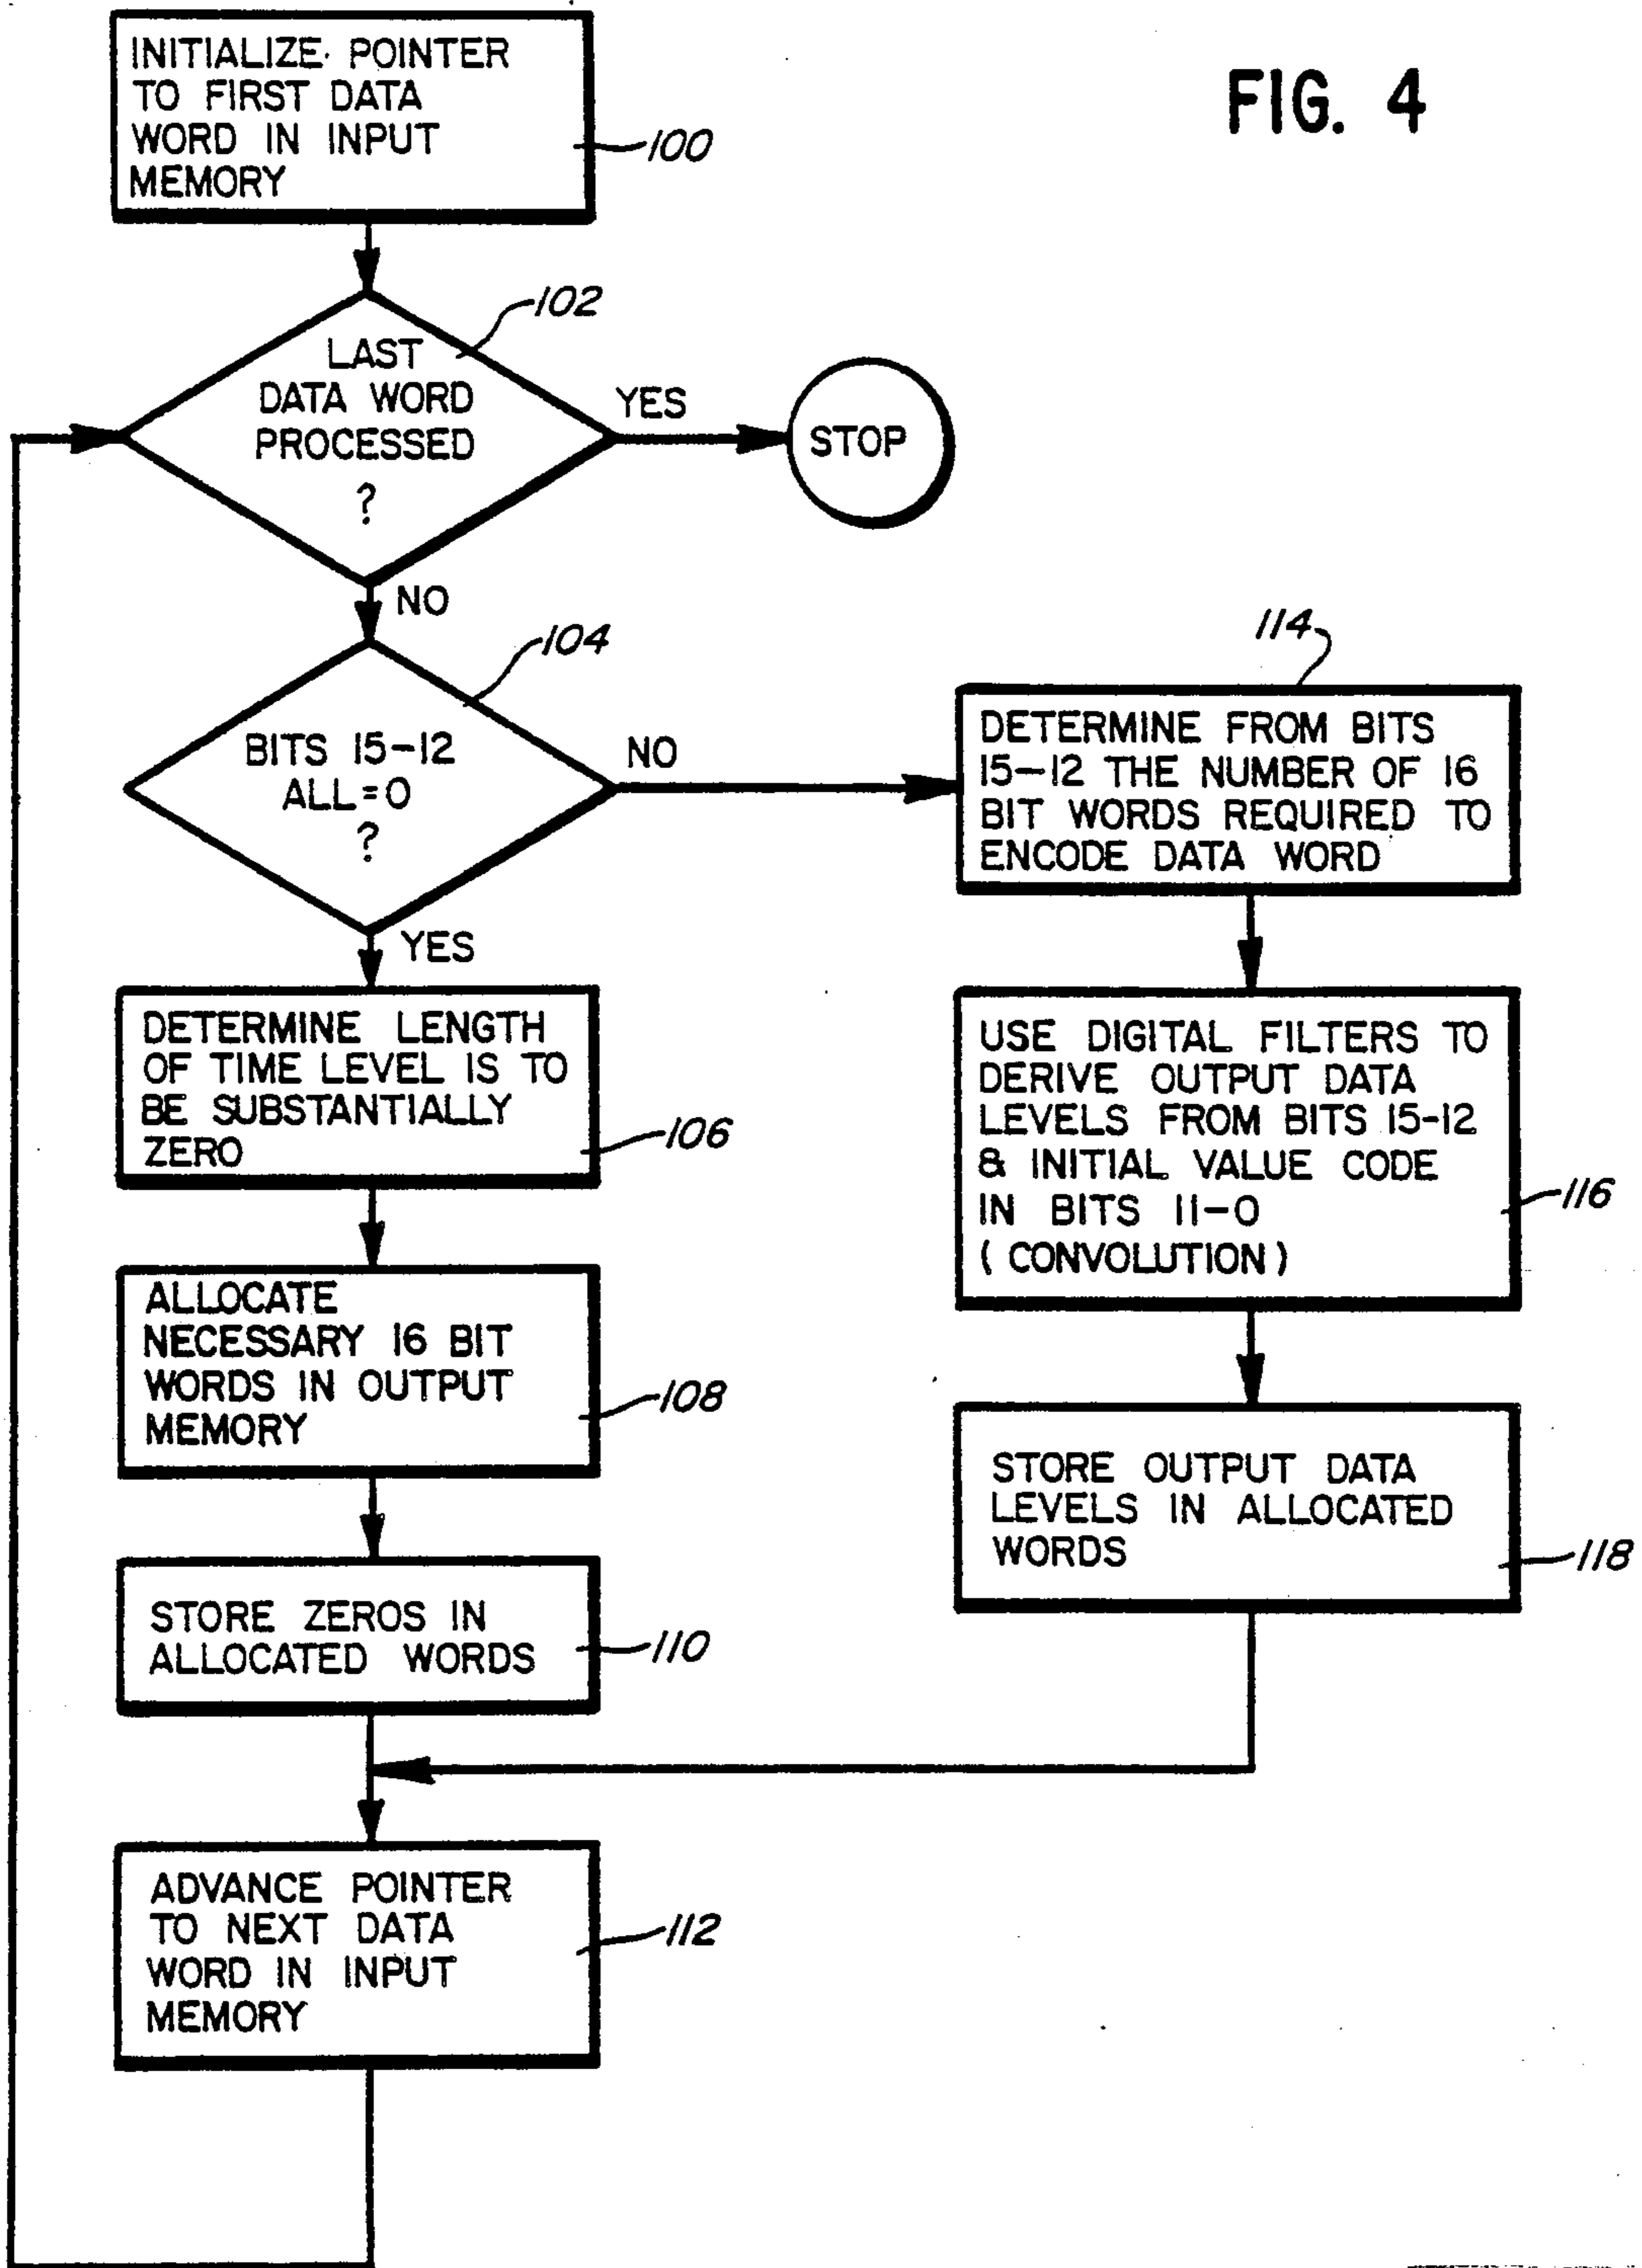 FIG. 4
INITIALIZE POINTER
TO FIRST DATA
WORD IN INPUT
MEMORY
100
102
LAST
DATA WORD
PROCESSED
?
YES
STOP
NO
104
BITS 15-12
ALL=0
?
NO
YES
114
DETERMINE FROM BITS
15-12 THE NUMBER OF 16
BIT WORDS REQUIRED TO
ENCODE DATA WORD
DETERMINE LENGTH
OF TIME LEVEL IS TO
BE SUBSTANTIALLY
ZERO
106
USE DIGITAL FILTERS TO
DERIVE OUTPUT DATA
LEVELS FROM BITS 15-12
& INITIAL VALUE CODE
IN BITS 11-0
(CONVOLUTION)
116
ALLOCATE
NECESSARY 16 BIT
WORDS IN OUTPUT
MEMORY
108
STORE OUTPUT DATA
LEVELS IN ALLOCATED
WORDS
118
STORE ZEROS IN
ALLOCATED WORDS
110
ADVANCE POINTER
TO NEXT DATA
WORD IN INPUT
MEMORY
112